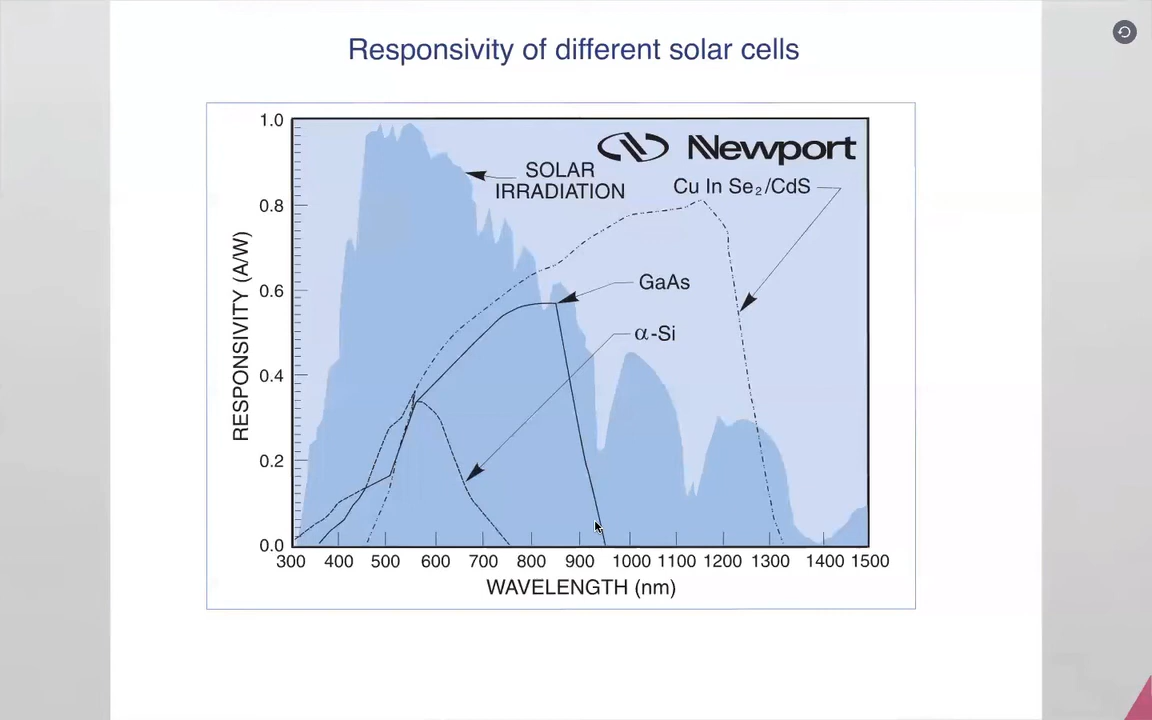 Responsivity of different solar cells
1.0
0.8
0.6
0.4
0.2
0.0
RESPONSIVITY (A/W)
Newport
SOLAR
IRRADIATION
Cu In Se₂/CdS
GaAs
α-Si
300 400 500 600 700 800 900 1000 1100 1200 1300 1400 1500
WAVELENGTH (nm)